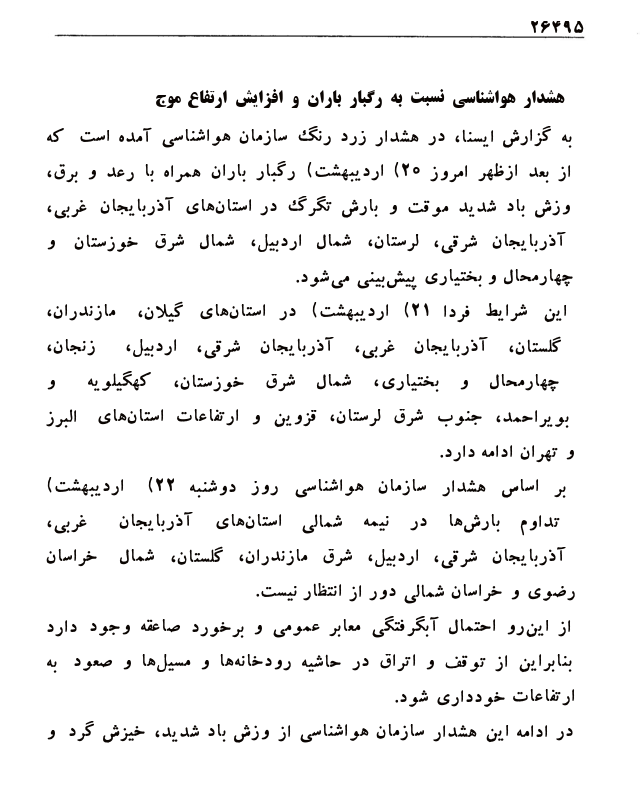 ۲۶۴۹۵
هشدار هواشناسی نسبت به رگبار باران و افزایش ارتفاع موج
به گزارش ایسنا، در هشدار زرد رنگ سازمان هواشناسی آمده است که
از بعد ازظهر امروز ۲۰) اردیبهشت) رگبار باران همراه با رعد و برق،
وزش باد شدید موقت و بارش تگرگ در استان‌های آذربایجان غربی،
آذربایجان شرقی، لرستان، شمال اردبیل، شمال شرق خوزستان و
چهارمحال و بختیاری پیش‌بینی می‌شود.
این شرایط فردا ۲۱) اردیبهشت) در استان‌های گیلان، مازندران،
گلستان، آذربایجان غربی، آذربایجان شرقی، اردبیل، زنجان،
چهارمحال و بختیاری، شمال شرق خوزستان، کهگیلویه و
بویراحمد، جنوب شرق لرستان، قزوین و ارتفاعات استان‌های البرز
و تهران ادامه دارد.
بر اساس هشدار سازمان هواشناسی روز دوشنبه ۲۲) اردیبهشت)
تداوم بارش‌ها در نیمه شمالی استان‌های آذربایجان غربی،
آذربایجان شرقی، اردبیل، شرق مازندران، گلستان، شمال خراسان
رضوی و خراسان شمالی دور از انتظار نیست.
از این‌رو احتمال آبگرفتگی معابر عمومی و برخورد صاعقه وجود دارد
بنابراین از توقف و اتراق در حاشیه رودخانه‌ها و مسیل‌ها و صعود به
ارتفاعات خودداری شود.
در ادامه این هشدار سازمان هواشناسی از وزش باد شدید، خیزش گرد و